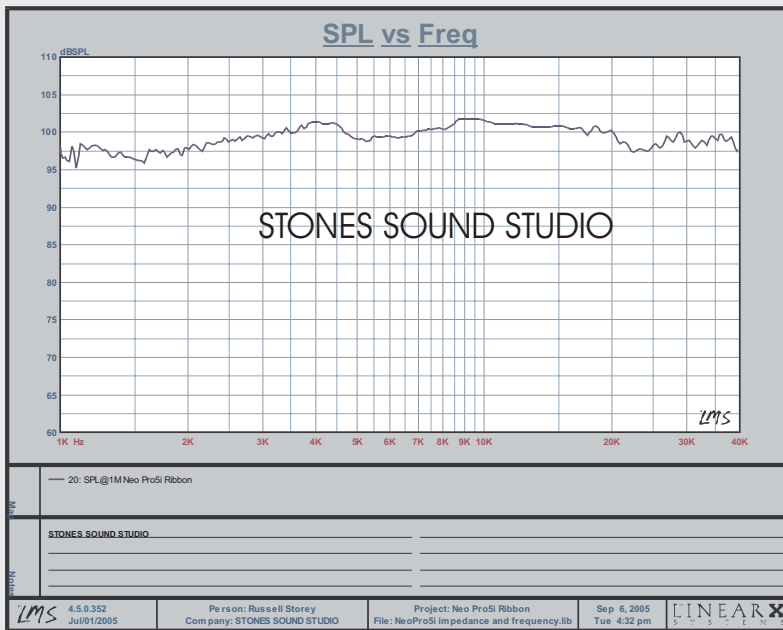 SPL vs Freq
dBSPL
110
105
100
95
90
85
80
75
70
65
60
STONES SOUND STUDIO
LMS
1K Hz 2K 3K 4K 5K 6K 7K 8K 9K 10K 20K 30K 40K
20: SPL@1M Neo Pro5i Ribbon
STONES SOUND STUDIO
Notes
LMS
4.5.0.352
Jul/01/2005
Person: Russell Storey
Company: STONES SOUND STUDIO
Project: Neo Pro5i Ribbon
File: NeoPro5i impedance and frequency.lib
Sep 6, 2005
Tue 4:32 pm
LINEARX
SYSTEMS